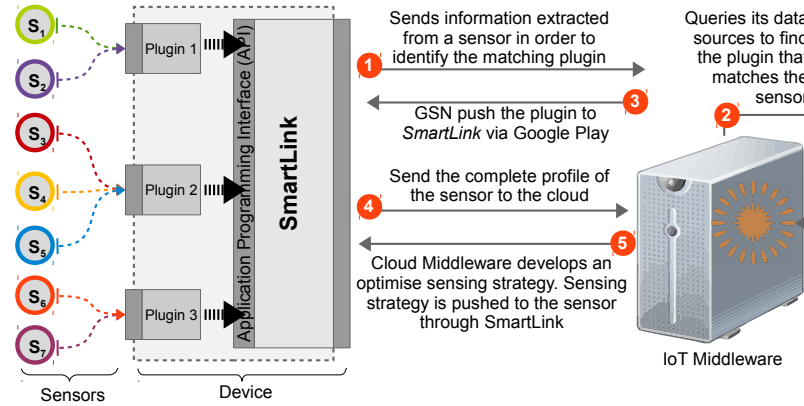 S1
S2
S3
S4
S5
S6
S7
Sensors
Plugin 1
Plugin 2
Plugin 3
Application Programming Interface (API)
SmartLink
Device
Sends information extracted
from a sensor in order to
identify the matching plugin
1
3
GSN push the plugin to
SmartLink via Google Play
4
Send the complete profile of
the sensor to the cloud
5
Cloud Middleware develops an
optimise sensing strategy. Sensing
strategy is pushed to the sensor
through SmartLink
Queries its data
sources to find
the plugin that
matches the
sensor
2
IoT Middleware